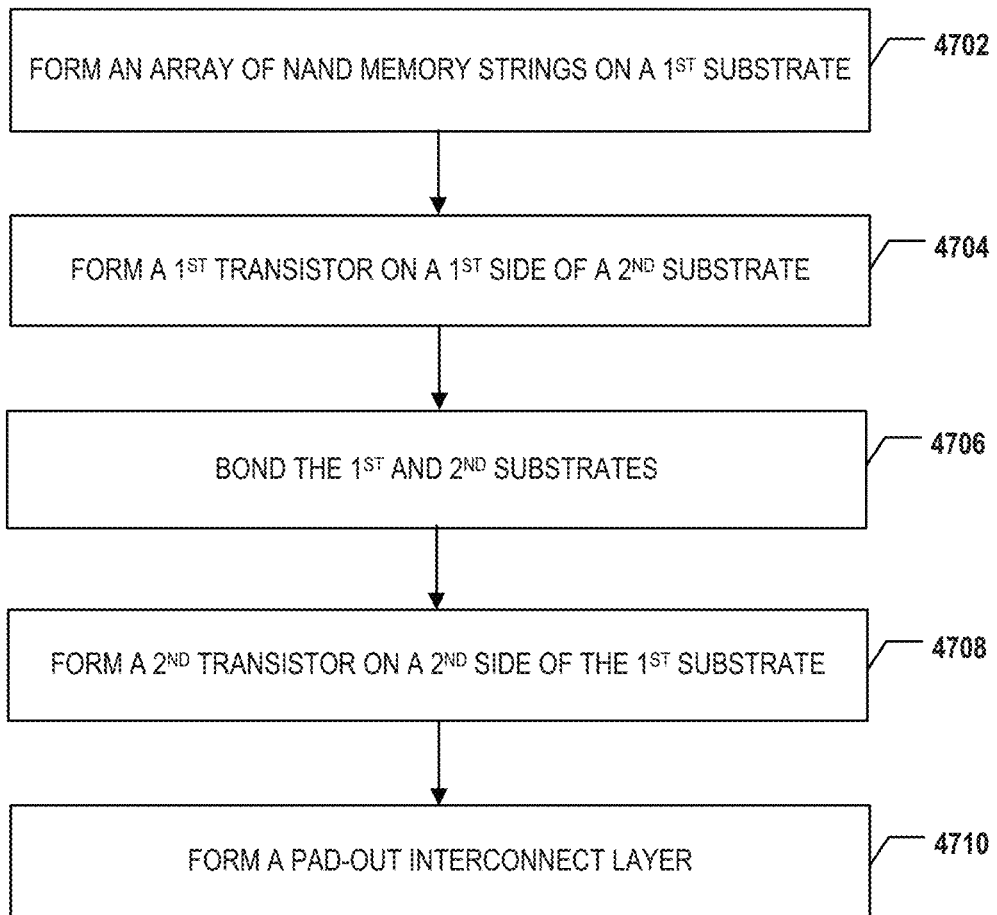 FORM AN ARRAY OF NAND MEMORY STRINGS ON A 1ST SUBSTRATE
4702
FORM A 1ST TRANSISTOR ON A 1ST SIDE OF A 2ND SUBSTRATE
4704
BOND THE 1ST AND 2ND SUBSTRATES
4706
FORM A 2ND TRANSISTOR ON A 2ND SIDE OF THE 1ST SUBSTRATE
4708
FORM A PAD-OUT INTERCONNECT LAYER
4710